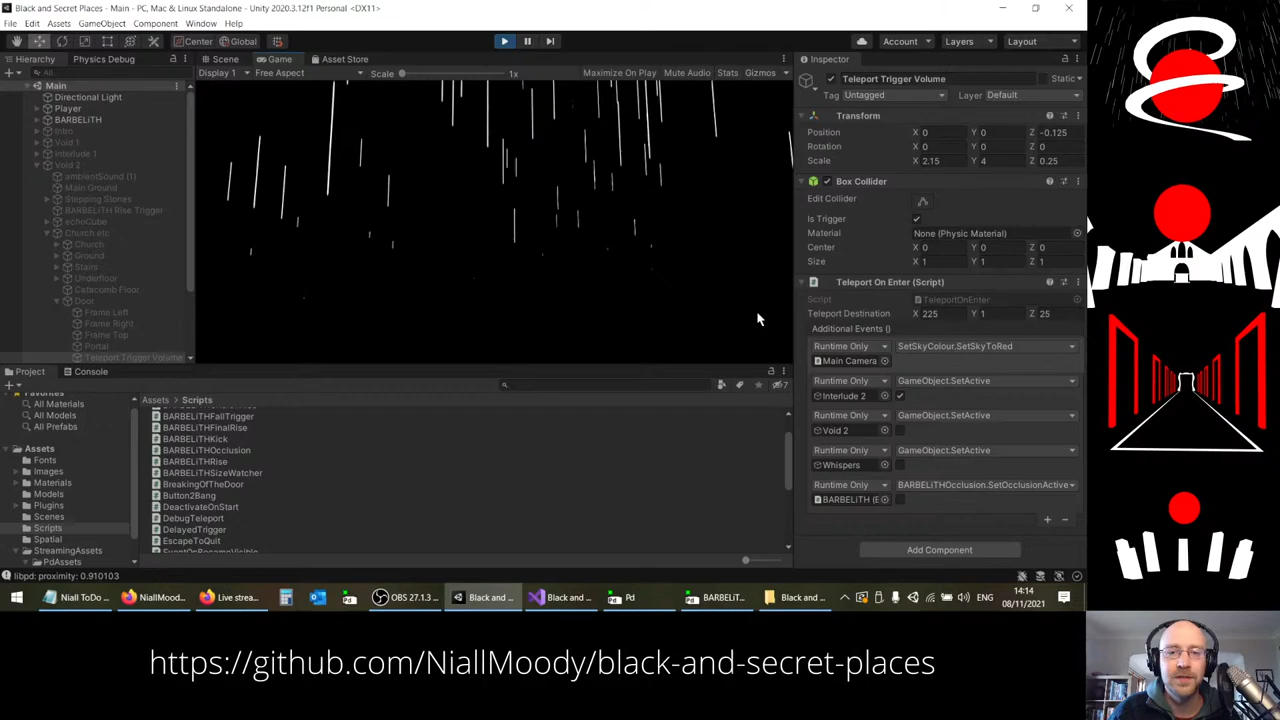 Black and Secret Places - Main - PC, Mac & Linux Standalone - Unity 2020.3.12f1 Personal <DX11>
File Edit Assets GameObject Component Window Help
Center Global Account Layers Layout
Hierarchy Physics Debug Scene Game Asset Store Inspector
All Display 1 Free Aspect Scale 1x Maximize On Play Mute Audio Stats Gizmos
Teleport Trigger Volume Static
Tag Untagged Layer Default
Main
Directional Light
Player
BARBELiTH
Intro
Void 1
Interlude 1
Void 2
ambientSound (1)
Main Ground
Stepping Stones
BARBELiTH Rise Trigger
echoCube
Church etc
Church
Ground
Stairs
Underfloor
Catacomb Floor
Door
Frame Left
Frame Right
Frame Top
Portal
Teleport Trigger Volume
Transform
Position X 0 Y 0 Z -0.125
Rotation X 0 Y 0 Z 0
Scale X 2.15 Y 4 Z 0.25
Box Collider
Edit Collider
Is Trigger
Material None (Physic Material)
Center X 0 Y 0 Z 0
Size X 1 Y 1 Z 1
Teleport On Enter (Script)
Script TeleportOnEnter
Teleport Destination X 225 Y 1 Z 25
Additional Events ()
Runtime Only SetSkyColour.SetSkyToRed
Main Camera
Runtime Only GameObject.SetActive
Interlude 2
Runtime Only GameObject.SetActive
Void 2
Runtime Only GameObject.SetActive
Whispers
Runtime Only BARBELiTHOcclusion.SetOcclusionActive
BARBELiTH (B
Add Component
Project Console
7
Favorites
All Materials
All Models
All Prefabs
Assets
Fonts
Images
Materials
Models
Plugins
Scenes
Scripts
Spatial
StreamingAssets
PdAssets
Assets > Scripts
BARBELiTHFallTrigger
BARBELiTHFinalRise
BARBELiTHKick
BARBELiTHOcclusion
BARBELiTHRise
BARBELiTHSizeWatcher
BreakingOfTheDoor
Button2Bang
DeactivateOnStart
DebugTeleport
DelayedTrigger
EscapeToQuit
EventOnBecameVisible
libpd: proximity: 0.910103
Niall ToDo ... NiallMood... Live strea... OBS 27.1.3 ... Black and ... Black and ... Pd BARBELiT... Black and ... ENG 14:14
08/11/2021
https://github.com/NiallMoody/black-and-secret-places